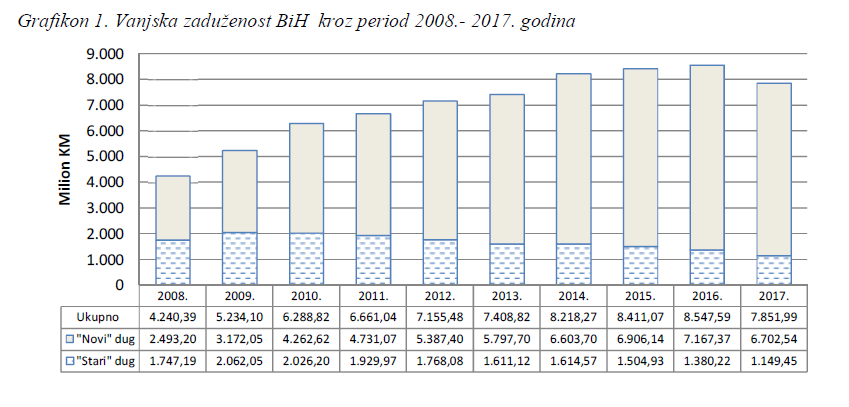 Grafikon 1. Vanjska zaduženost BiH kroz period 2008.- 2017. godina
9.000
8.000
7.000
6.000
5.000
4.000
3.000
2.000
1.000
0
Milion KM
2008. 2009. 2010. 2011. 2012. 2013. 2014. 2015. 2016. 2017.
Ukupno 4.240,39 5.234,10 6.288,82 6.661,04 7.155,48 7.408,82 8.218,27 8.411,07 8.547,59 7.851,99
"Novi" dug 2.493,20 3.172,05 4.262,62 4.731,07 5.387,40 5.797,70 6.603,70 6.906,14 7.167,37 6.702,54
"Stari" dug 1.747,19 2.062,05 2.026,20 1.929,97 1.768,08 1.611,12 1.614,57 1.504,93 1.380,22 1.149,45